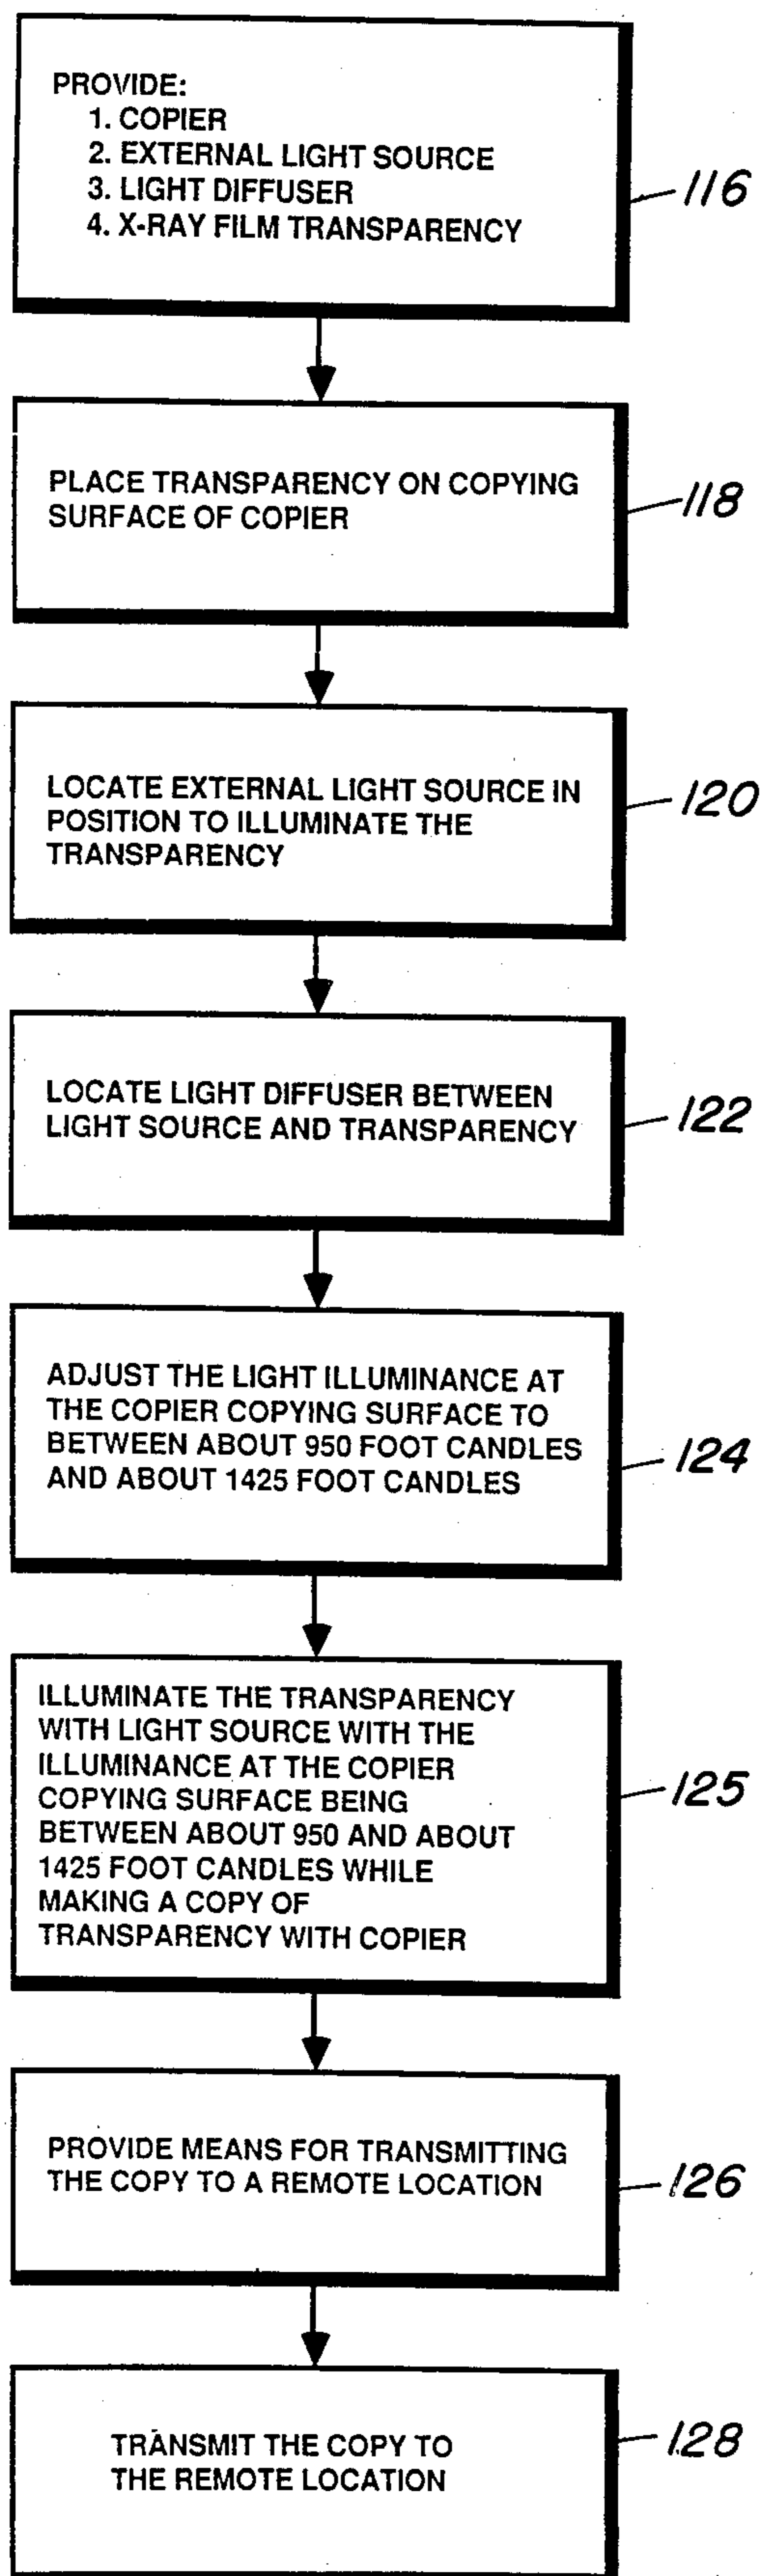 PROVIDE:
1. COPIER
2. EXTERNAL LIGHT SOURCE
3. LIGHT DIFFUSER
4. X-RAY FILM TRANSPARENCY
116
PLACE TRANSPARENCY ON COPYING
SURFACE OF COPIER
118
LOCATE EXTERNAL LIGHT SOURCE IN
POSITION TO ILLUMINATE THE
TRANSPARENCY
120
LOCATE LIGHT DIFFUSER BETWEEN
LIGHT SOURCE AND TRANSPARENCY
122
ADJUST THE LIGHT ILLUMINANCE AT
THE COPIER COPYING SURFACE TO
BETWEEN ABOUT 950 FOOT CANDLES
AND ABOUT 1425 FOOT CANDLES
124
ILLUMINATE THE TRANSPARENCY
WITH LIGHT SOURCE WITH THE
ILLUMINANCE AT THE COPIER
COPYING SURFACE BEING
BETWEEN ABOUT 950 AND ABOUT
1425 FOOT CANDLES WHILE
MAKING A COPY OF
TRANSPARENCY WITH COPIER
125
PROVIDE MEANS FOR TRANSMITTING
THE COPY TO A REMOTE LOCATION
126
TRANSMIT THE COPY TO
THE REMOTE LOCATION
128